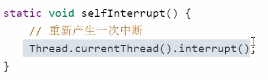 static void selfInterrupt() {
// 重新产生一次中断
Thread.currentThread().interrupt();
}